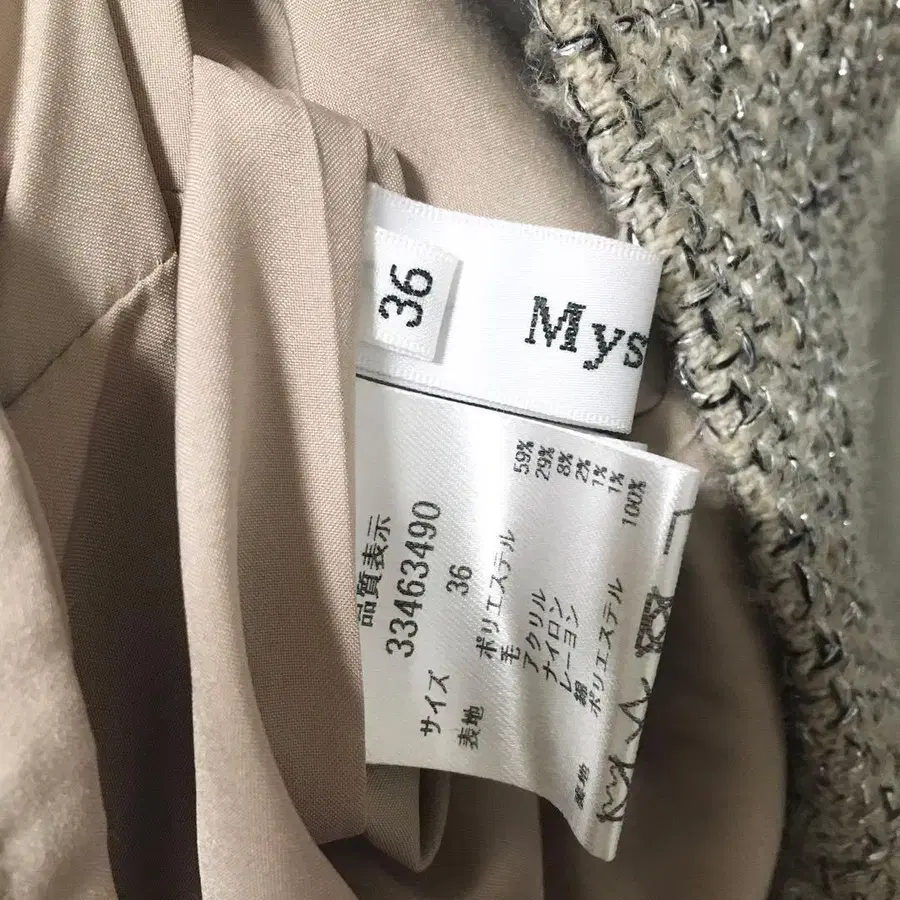 36
Mys
品質表示
33463490
サイズ 36
表地 ポリエステル 59%
毛 29%
アクリル 8%
ナイロン 2%
レーヨン 1%
綿 1%
ポリエステル 100%